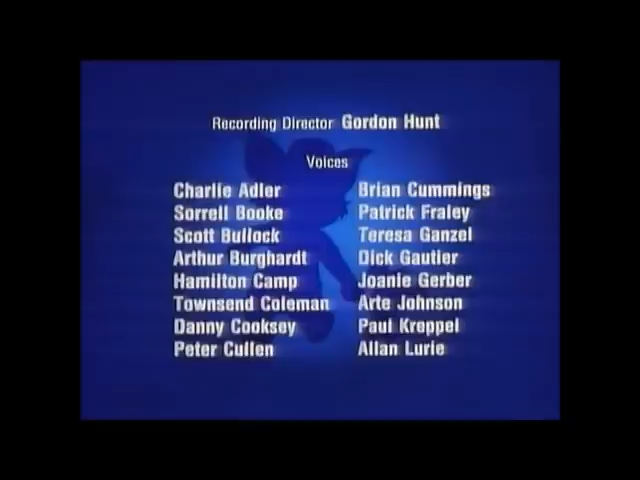 Recording Director Gordon Hunt
Voices
Charlie Adler Brian Cummings
Sorrell Booke Patrick Fraley
Scott Bullock Teresa Ganzel
Arthur Burghardt Dick Gautier
Hamilton Camp Joanie Gerber
Townsend Coleman Arte Johnson
Danny Cooksey Paul Kreppel
Peter Cullen Allan Lurie